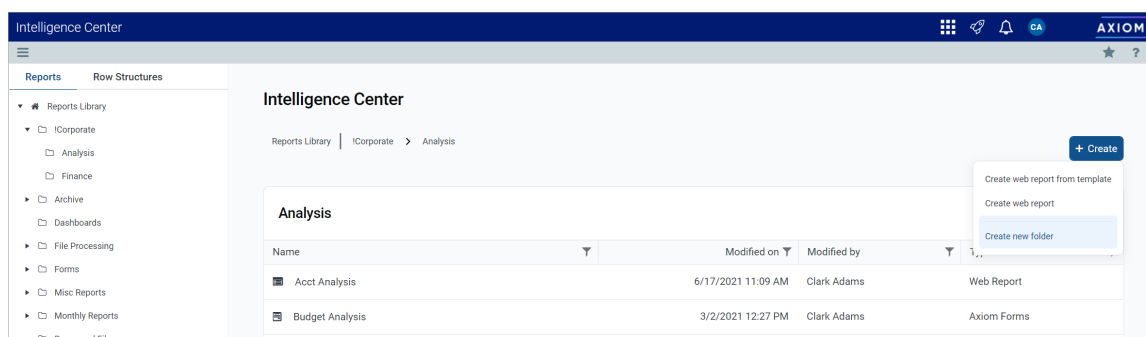 Intelligence Center
CA
AXIOM
?
Reports Row Structures
Reports Library
!Corporate
Analysis
Finance
Archive
Dashboards
File Processing
Forms
Misc Reports
Monthly Reports
Intelligence Center
Reports Library | !Corporate > Analysis
+ Create
Create web report from template
Create web report
Create new folder
Analysis
Name Modified on Modified by
Acct Analysis 6/17/2021 11:09 AM Clark Adams Web Report
Budget Analysis 3/2/2021 12:27 PM Clark Adams Axiom Forms